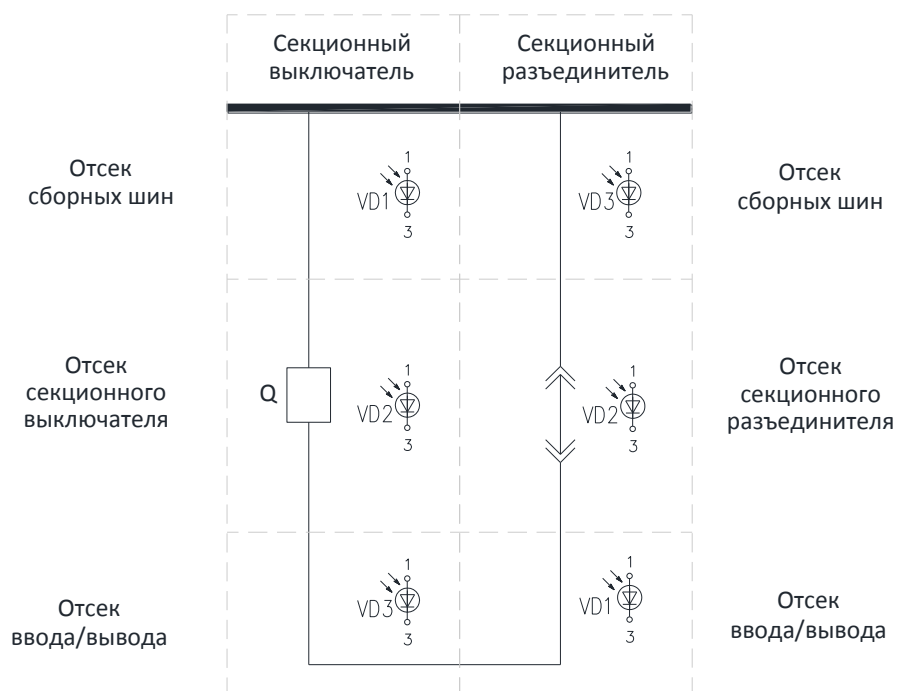 Секционный
выключатель
Секционный
разъединитель
Отсек
сборных шин
1
VD1
3
1
VD3
3
Отсек
сборных шин
Отсек
секционного
выключателя
Q
1
VD2
3
1
VD2
3
Отсек
секционного
разъединителя
Отсек
ввода/вывода
1
VD3
3
1
VD1
3
Отсек
ввода/вывода